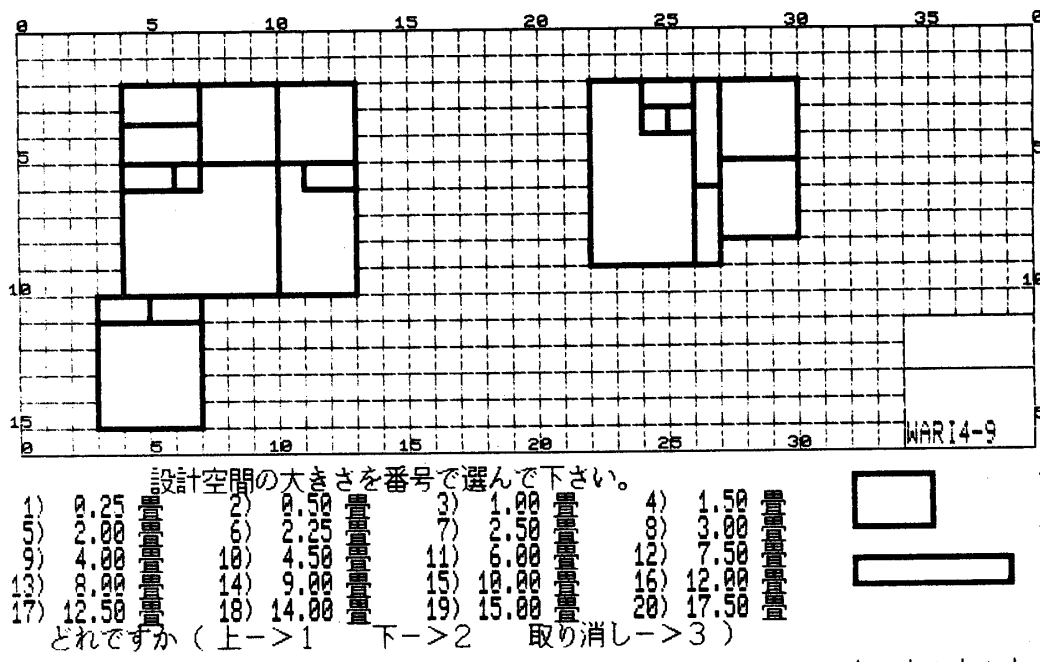 0 5 10 15 20 25 30 35 0
5 5
10 10
15 5
WARI4-9
0 5 10 15 20 25 30
設計空間の大きさを番号で選んで下さい。
1) 0.25 畳 2) 0.50 畳 3) 1.00 畳 4) 1.50 畳
5) 2.00 畳 6) 2.25 畳 7) 2.50 畳 8) 3.00 畳
9) 4.00 畳 10) 4.50 畳 11) 6.00 畳 12) 7.50 畳
13) 8.00 畳 14) 9.00 畳 15) 10.00 畳 16) 12.00 畳
17) 12.50 畳 18) 14.00 畳 19) 15.00 畳 20) 17.50 畳
どれですか ( 上ー>1 下ー>2 取り消しー>3 )